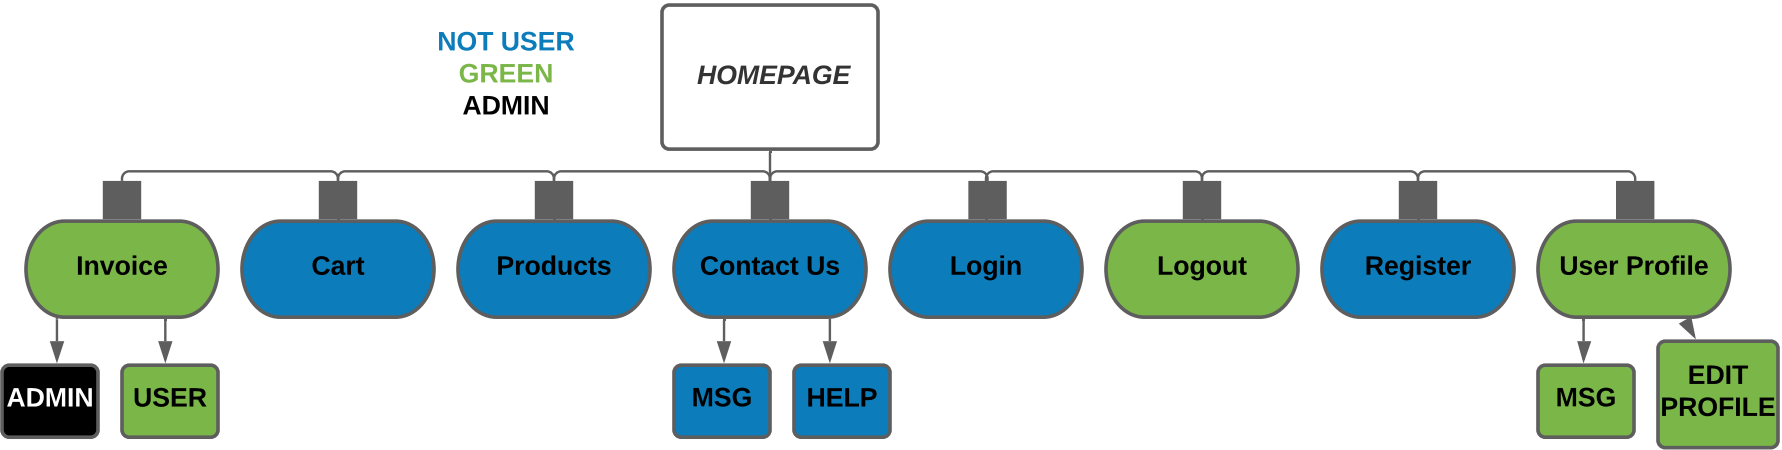 NOT USER
GREEN
ADMIN
HOMEPAGE
Invoice
Cart
Products
Contact Us
Login
Logout
Register
User Profile
ADMIN
USER
MSG
HELP
MSG
EDIT
PROFILE